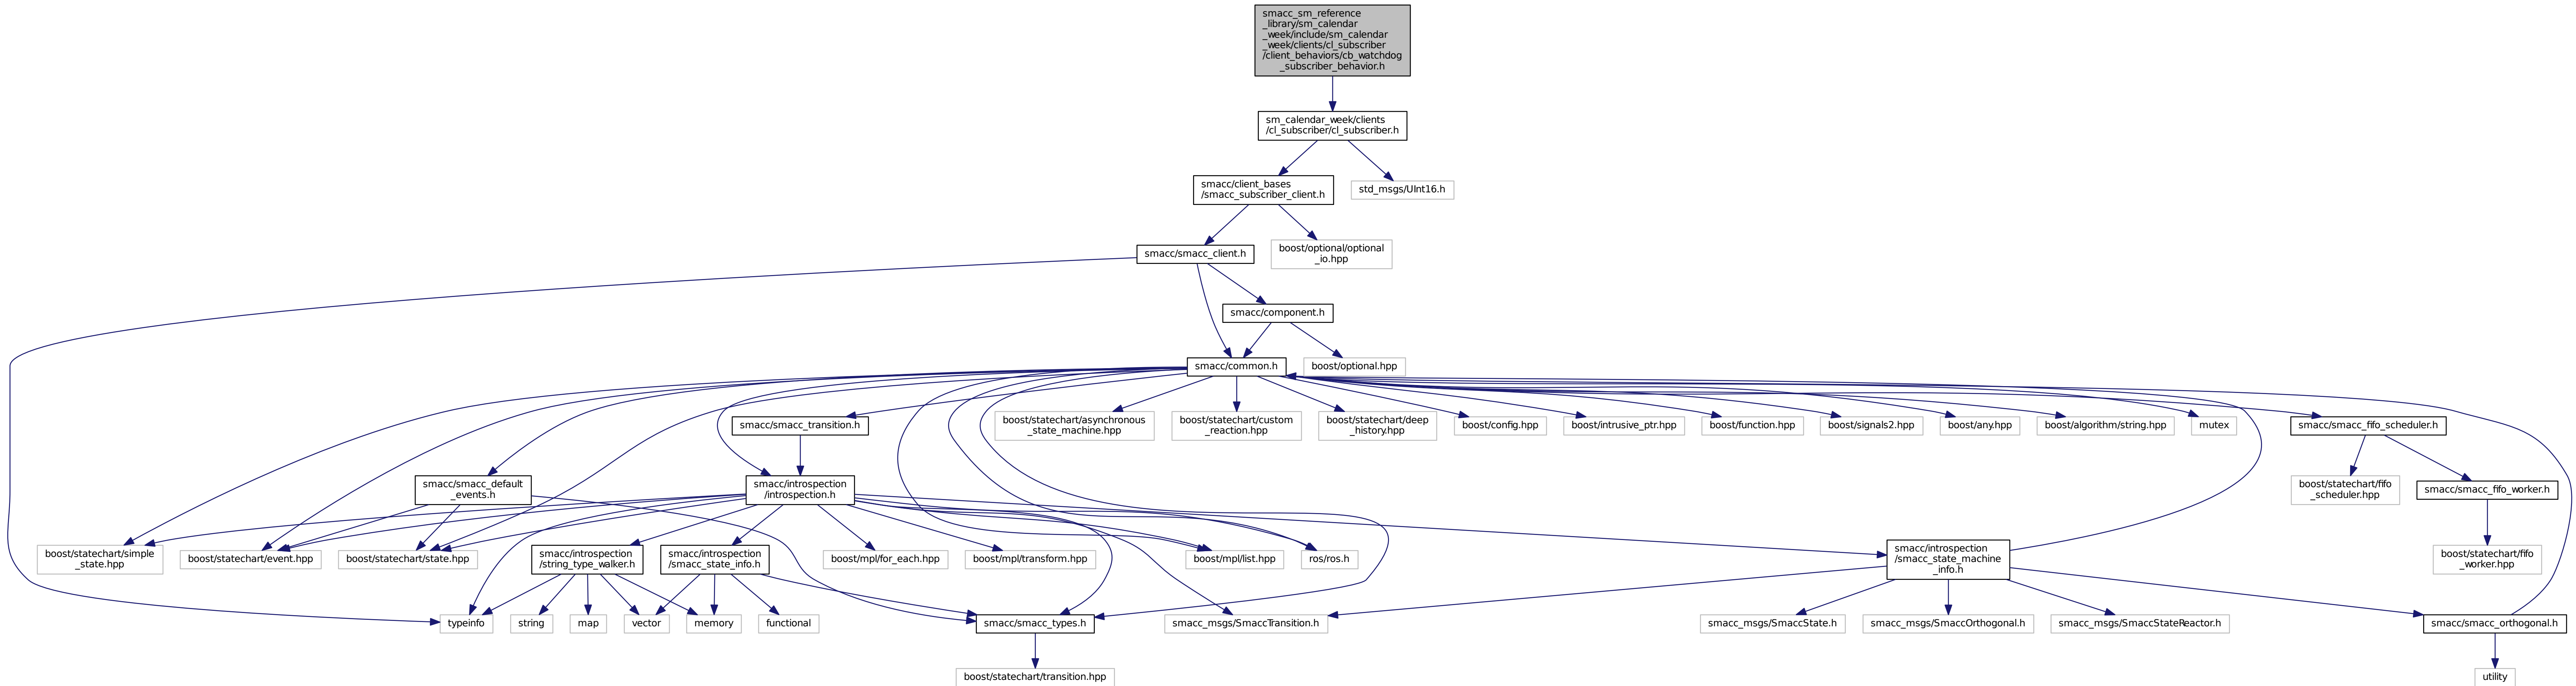 smacc_sm_reference
_library/sm_calendar
_week/include/sm_calendar
_week/clients/cl_subscriber
/client_behaviors/cb_watchdog
_subscriber_behavior.h
sm_calendar_week/clients
/cl_subscriber/cl_subscriber.h
smacc/client_bases
/smacc_subscriber_client.h
std_msgs/UInt16.h
smacc/smacc_client.h
boost/optional/optional
_io.hpp
smacc/component.h
smacc/common.h
boost/optional.hpp
smacc/smacc_transition.h
boost/statechart/asynchronous
_state_machine.hpp
boost/statechart/custom
_reaction.hpp
boost/statechart/deep
_history.hpp
boost/config.hpp
boost/intrusive_ptr.hpp
boost/function.hpp
boost/signals2.hpp
boost/any.hpp
boost/algorithm/string.hpp
mutex
smacc/smacc_fifo_scheduler.h
smacc/smacc_default
_events.h
smacc/introspection
/introspection.h
boost/statechart/fifo
_scheduler.hpp
smacc/smacc_fifo_worker.h
boost/statechart/simple
_state.hpp
boost/statechart/event.hpp
boost/statechart/state.hpp
smacc/introspection
/string_type_walker.h
smacc/introspection
/smacc_state_info.h
boost/mpl/for_each.hpp
boost/mpl/transform.hpp
boost/mpl/list.hpp
ros/ros.h
smacc/introspection
/smacc_state_machine
_info.h
boost/statechart/fifo
_worker.hpp
typeinfo
string
map
vector
memory
functional
smacc/smacc_types.h
smacc_msgs/SmaccTransition.h
smacc_msgs/SmaccState.h
smacc_msgs/SmaccOrthogonal.h
smacc_msgs/SmaccStateReactor.h
smacc/smacc_orthogonal.h
boost/statechart/transition.hpp
utility